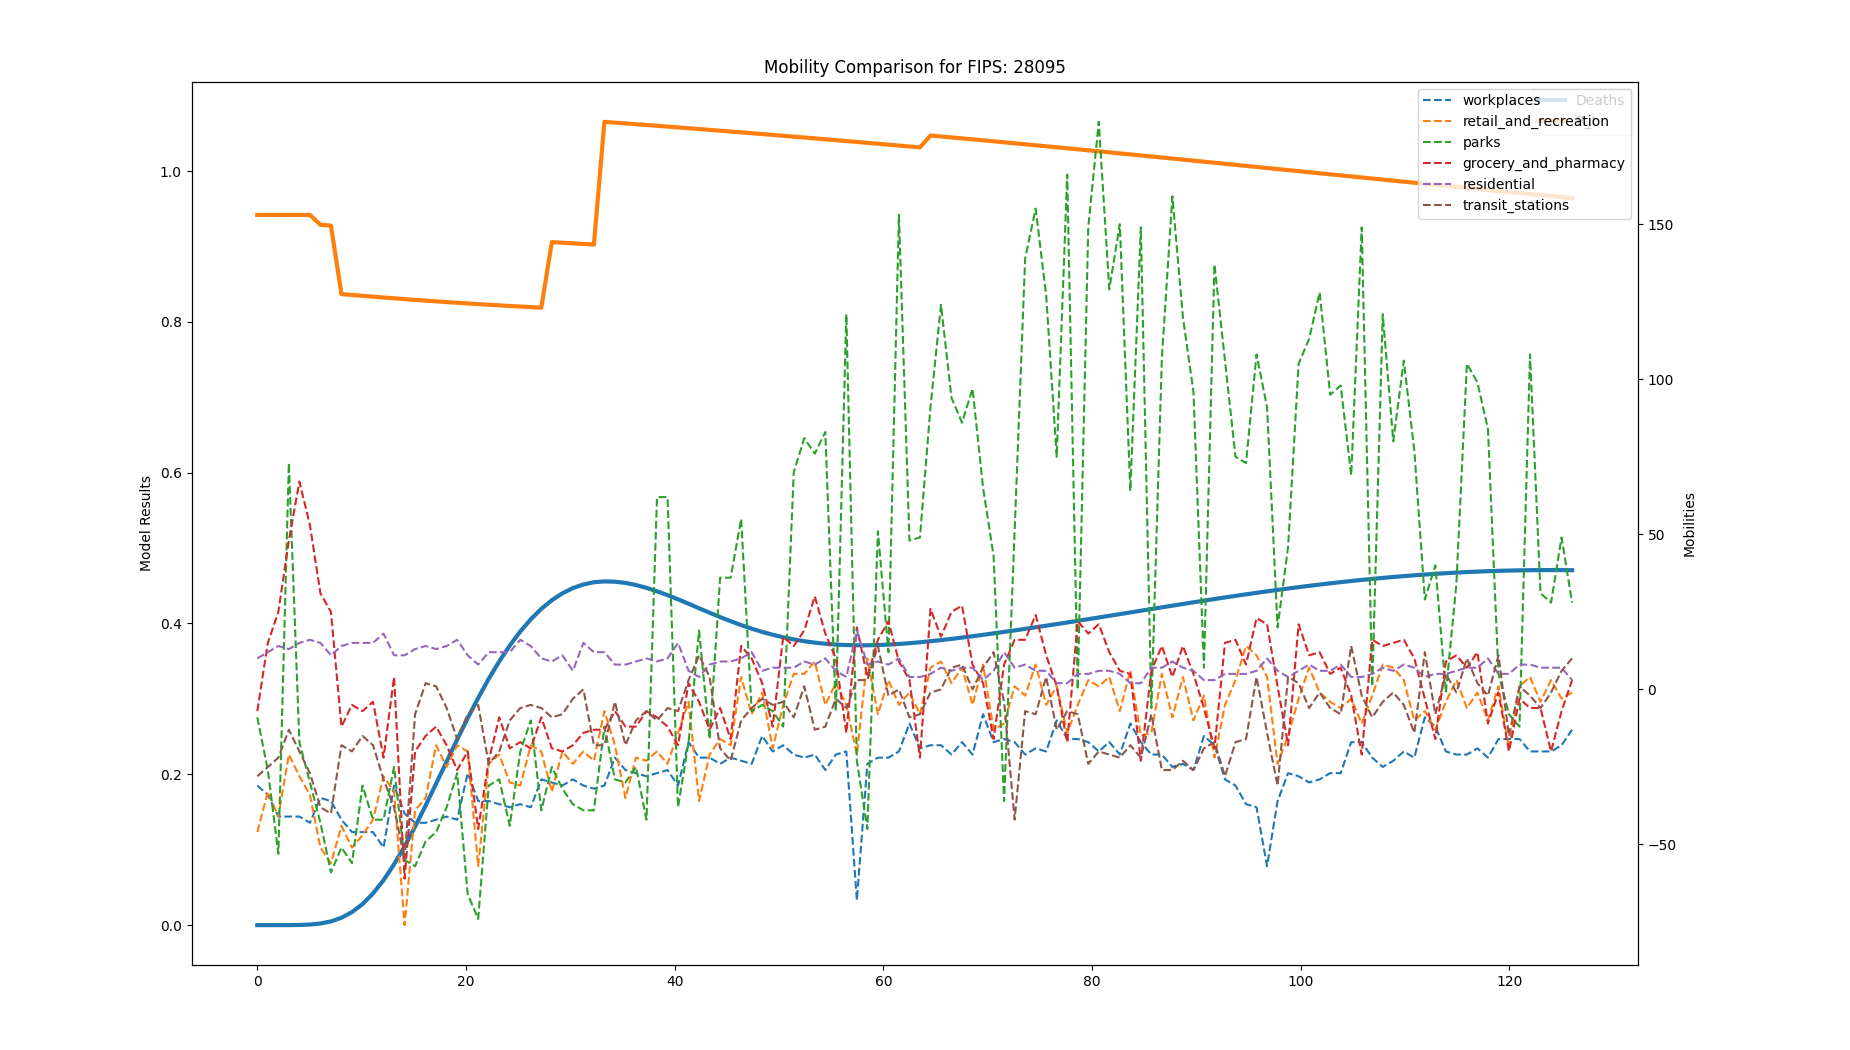 Mobility Comparison for FIPS: 28095
workplaces
retail_and_recreation
parks
grocery_and_pharmacy
residential
transit_stations
Deaths
Model Results
1.0
0.8
0.6
0.4
0.2
0.0
Mobilities
150
100
50
0
−50
0
20
40
60
80
100
120